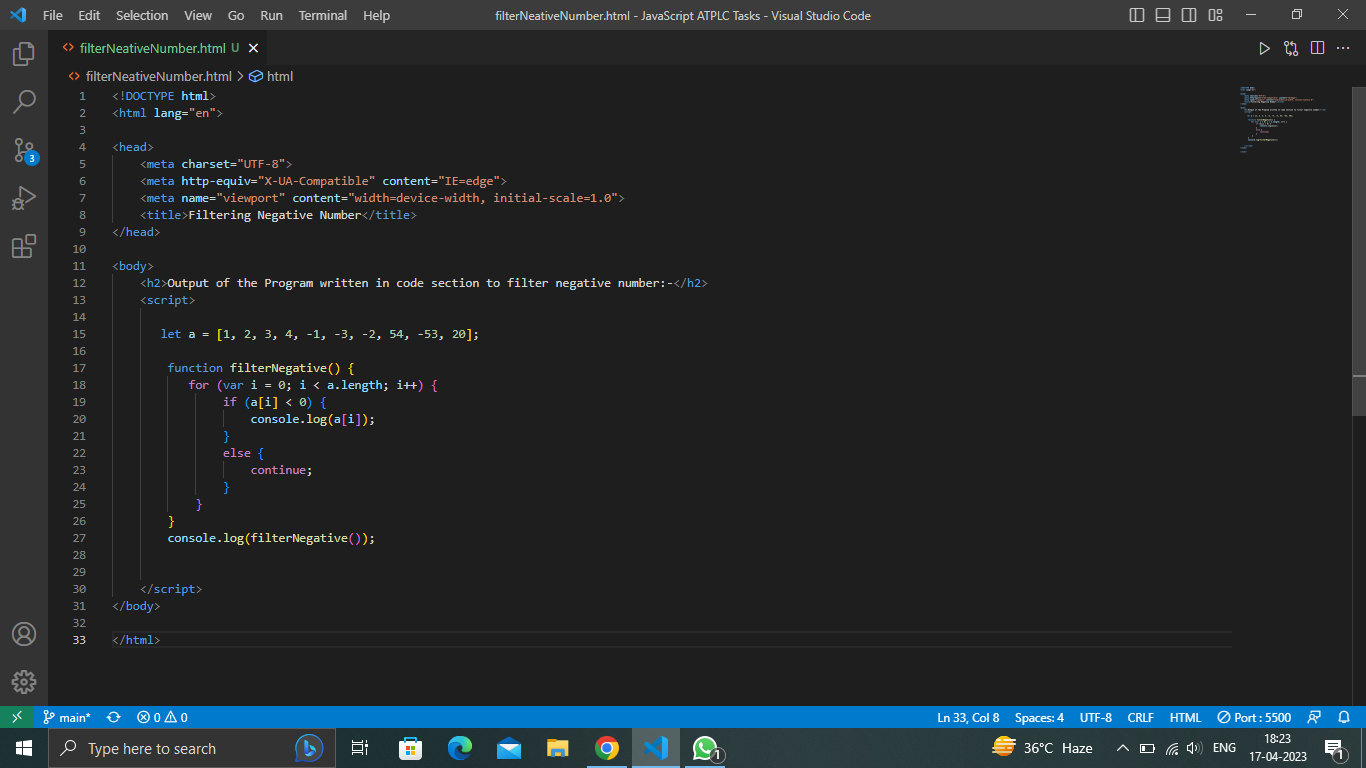 File Edit Selection View Go Run Terminal Help filterNeativeNumber.html - JavaScript ATPLC Tasks - Visual Studio Code
filterNeativeNumber.html U
filterNeativeNumber.html > html
1 <!DOCTYPE html>
2 <html lang="en">
3
4 <head>
5 <meta charset="UTF-8">
6 <meta http-equiv="X-UA-Compatible" content="IE=edge">
7 <meta name="viewport" content="width=device-width, initial-scale=1.0">
8 <title>Filtering Negative Number</title>
9 </head>
10
11 <body>
12 <h2>Output of the Program written in code section to filter negative number:-</h2>
13 <script>
14
15 let a = [1, 2, 3, 4, -1, -3, -2, 54, -53, 20];
16
17 function filterNegative() {
18 for (var i = 0; i < a.length; i++) {
19 if (a[i] < 0) {
20 console.log(a[i]);
21 }
22 else {
23 continue;
24 }
25 }
26 }
27 console.log(filterNegative());
28
29
30 </script>
31 </body>
32
33 </html>
3
main* 0 0 Ln 33, Col 8 Spaces: 4 UTF-8 CRLF HTML Port : 5500
Type here to search 1 36°C Haze ENG 18:23
17-04-2023 1